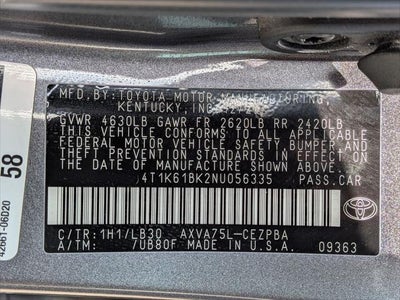 MFD. BY: TOYOTA MOTOR MANUFACTURING
KENTUCKY, INC.
GVWR 4630LB GAWR FR 2620LB RR 2420LB
THIS VEHICLE CONFORMS TO ALL APPLICABLE
FEDERAL MOTOR VEHICLE SAFETY, BUMPER, AND
THEFT PREVENTION STANDARDS IN EFFECT ON
THE DATE OF MANUFACTURE SHOWN ABOVE.
4T1K61BK2NU056335 PASS.CAR
C/TR: 1H1/LB30 AXVA75L-CEZPBA
A/TM: 7UB80F MADE IN U.S.A. 09363
58
42661-06D20